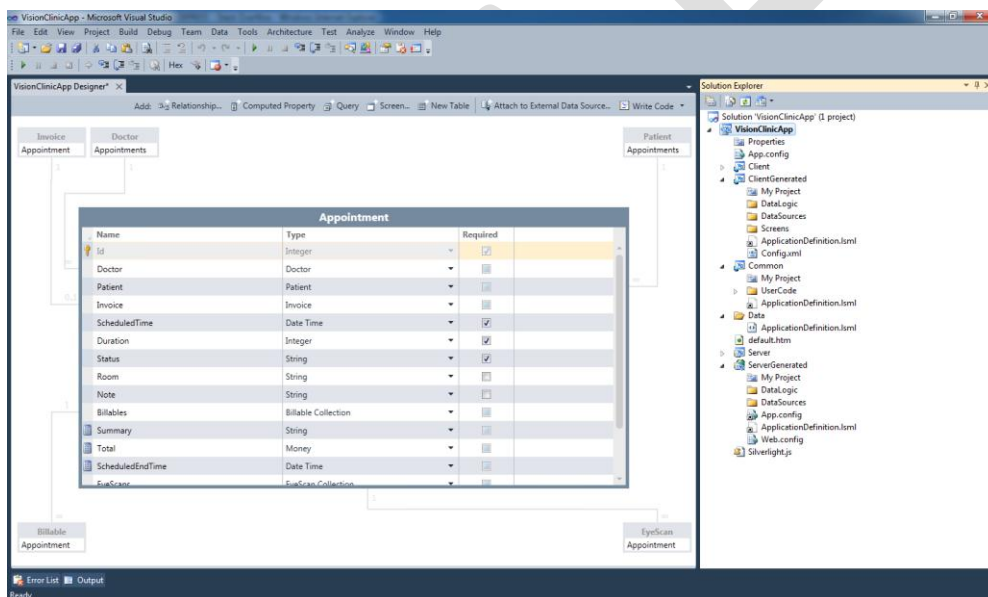 VisionClinicApp - Microsoft Visual Studio
File Edit View Project Build Debug Team Data Tools Architecture Test Analyze Window Help
Hex
VisionClinicApp Designer*
Add: Relationship... Computed Property Query Screen... New Table Attach to External Data Source... Write Code
Invoice
Appointment
Doctor
Appointments
Patient
Appointments
Appointment
Name Type Required
Id Integer
Doctor Doctor
Patient Patient
Invoice Invoice
ScheduledTime Date Time
Duration Integer
Status String
Room String
Note String
Billables Billable Collection
Summary String
Total Money
ScheduledEndTime Date Time
EyeScans EyeScan Collection
Billable
Appointment
EyeScan
Appointment
Solution Explorer
Solution 'VisionClinicApp' (1 project)
VisionClinicApp
Properties
App.config
Client
ClientGenerated
My Project
DataLogic
DataSources
Screens
ApplicationDefinition.lsml
Config.xml
Common
My Project
UserCode
ApplicationDefinition.lsml
Data
ApplicationDefinition.lsml
default.htm
Server
ServerGenerated
My Project
DataLogic
DataSources
App.config
ApplicationDefinition.lsml
Web.config
Silverlight.js
Error List Output
Ready